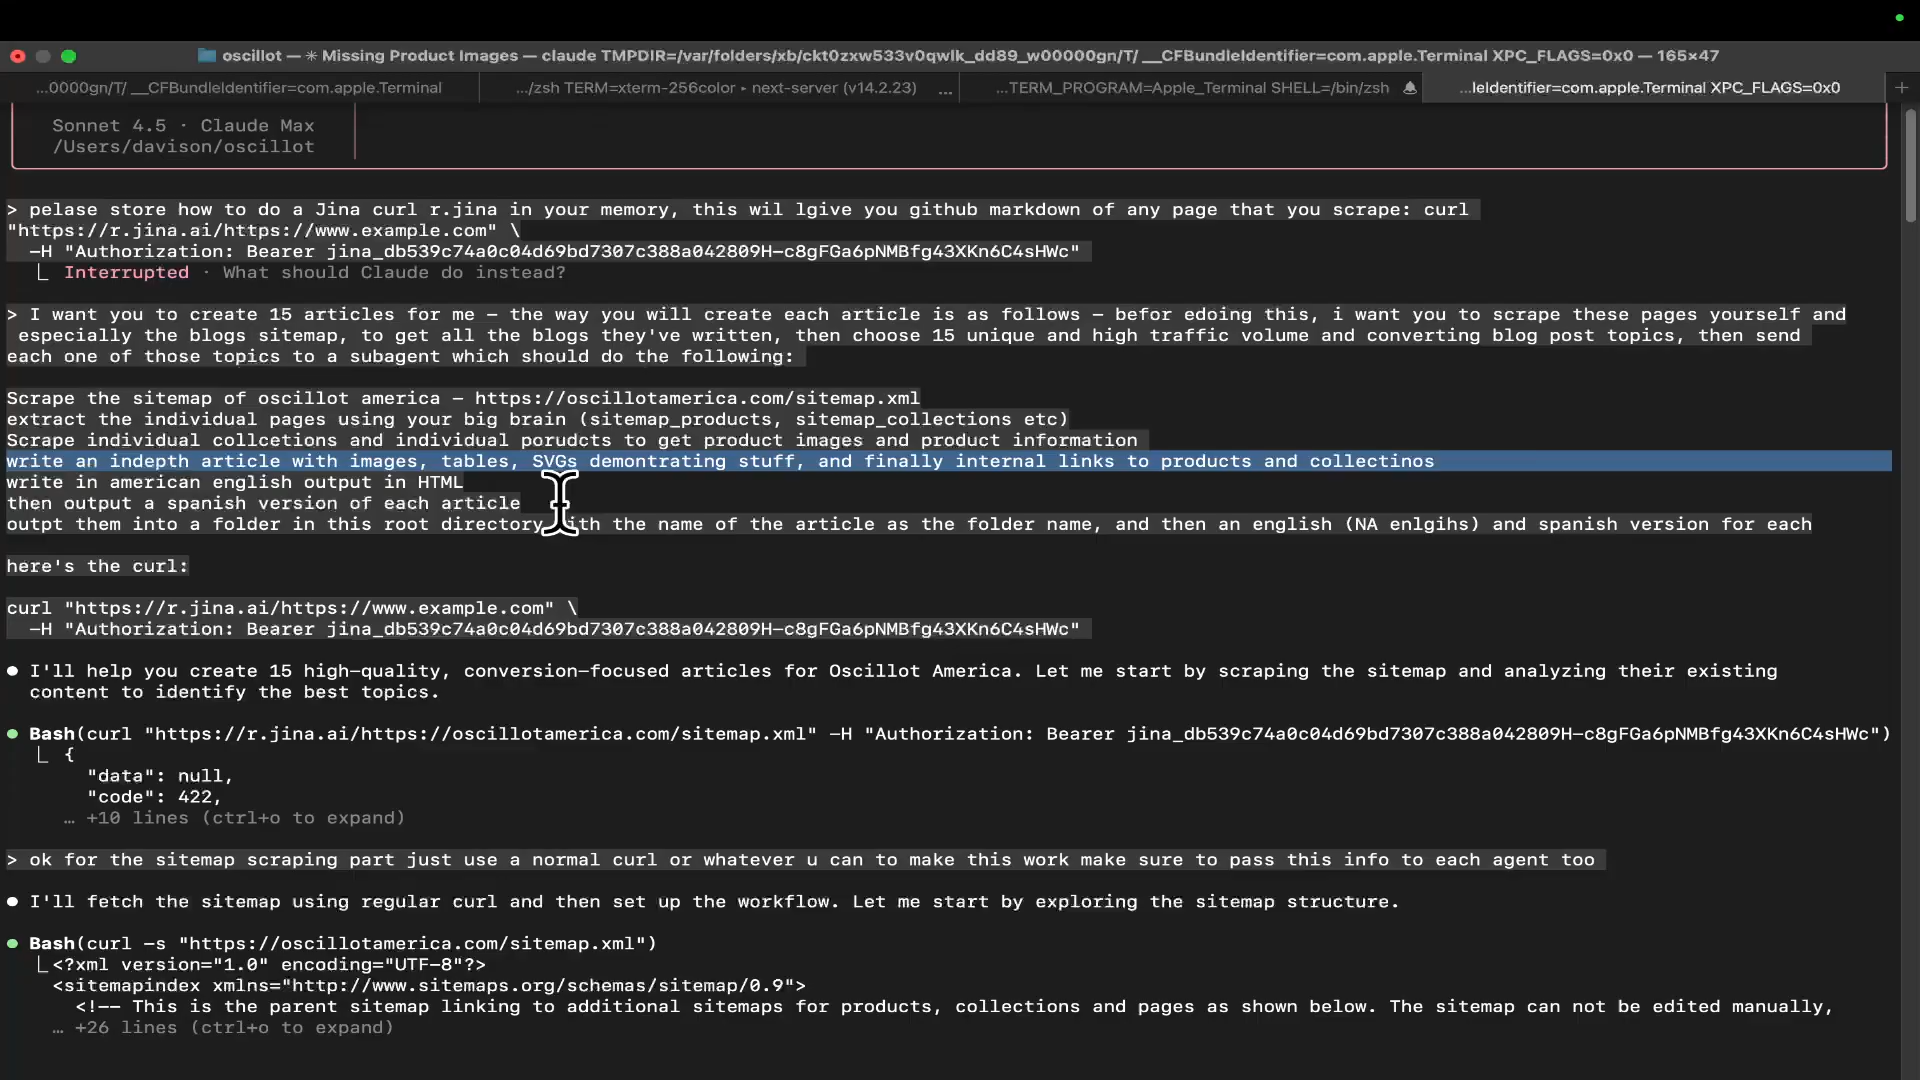 oscillot — ✳ Missing Product Images — claude TMPDIR=/var/folders/xb/ckt0zxw533v0qwlk_dd89_w00000gn/T/ __CFBundleIdentifier=com.apple.Terminal XPC_FLAGS=0x0 — 165×47
...0000gn/T/ __CFBundleIdentifier=com.apple.Terminal
.../zsh TERM=xterm-256color ▸ next-server (v14.2.23) ...
...TERM_PROGRAM=Apple_Terminal SHELL=/bin/zsh
...leIdentifier=com.apple.Terminal XPC_FLAGS=0x0
Sonnet 4.5 · Claude Max
/Users/davison/oscillot
> pelase store how to do a Jina curl r.jina in your memory, this wil lgive you github markdown of any page that you scrape: curl
"https://r.jina.ai/https://www.example.com" \
-H "Authorization: Bearer jina_db539c74a0c04d69bd7307c388a042809H-c8gFGa6pNMBfg43XKn6C4sHWc"
Interrupted · What should Claude do instead?
> I want you to create 15 articles for me - the way you will create each article is as follows - befor edoing this, i want you to scrape these pages yourself and
especially the blogs sitemap, to get all the blogs they've written, then choose 15 unique and high traffic volume and converting blog post topics, then send
each one of those topics to a subagent which should do the following:
Scrape the sitemap of oscillot america - https://oscillotamerica.com/sitemap.xml
extract the individual pages using your big brain (sitemap_products, sitemap_collections etc)
Scrape individual collcetions and individual porudcts to get product images and product information
write an indepth article with images, tables, SVGs demontrating stuff, and finally internal links to products and collectinos
write in american english output in HTML
then output a spanish version of each article
outpt them into a folder in this root directory with the name of the article as the folder name, and then an english (NA enlgihs) and spanish version for each
here's the curl:
curl "https://r.jina.ai/https://www.example.com" \
-H "Authorization: Bearer jina_db539c74a0c04d69bd7307c388a042809H-c8gFGa6pNMBfg43XKn6C4sHWc"
● I'll help you create 15 high-quality, conversion-focused articles for Oscillot America. Let me start by scraping the sitemap and analyzing their existing
content to identify the best topics.
● Bash(curl "https://r.jina.ai/https://oscillotamerica.com/sitemap.xml" -H "Authorization: Bearer jina_db539c74a0c04d69bd7307c388a042809H-c8gFGa6pNMBfg43XKn6C4sHWc")
{
"data": null,
"code": 422,
… +10 lines (ctrl+o to expand)
> ok for the sitemap scraping part just use a normal curl or whatever u can to make this work make sure to pass this info to each agent too
● I'll fetch the sitemap using regular curl and then set up the workflow. Let me start by exploring the sitemap structure.
● Bash(curl -s "https://oscillotamerica.com/sitemap.xml")
<?xml version="1.0" encoding="UTF-8"?>
<sitemapindex xmlns="http://www.sitemaps.org/schemas/sitemap/0.9">
<!-- This is the parent sitemap linking to additional sitemaps for products, collections and pages as shown below. The sitemap can not be edited manually,
… +26 lines (ctrl+o to expand)